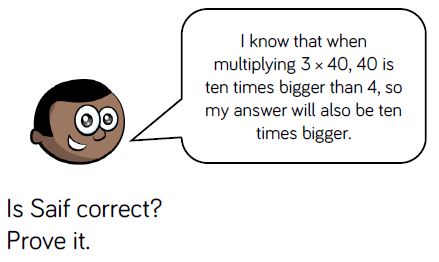 I know that when
multiplying 3 × 40, 40 is
ten times bigger than 4, so
my answer will also be ten
times bigger.
Is Saif correct?
Prove it.